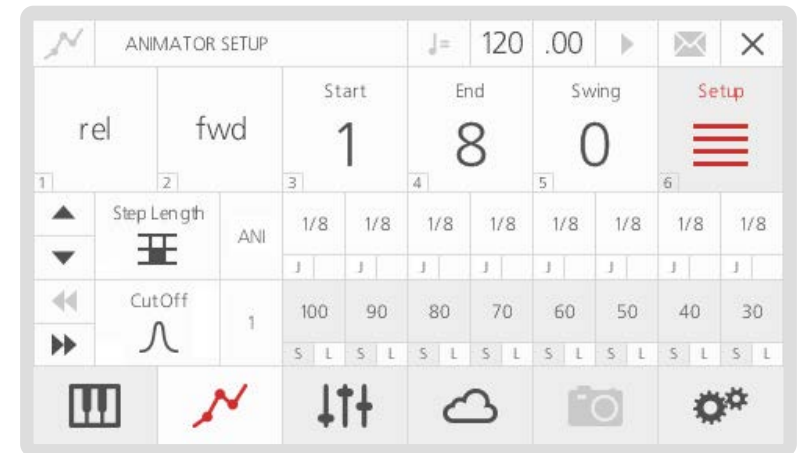 ANIMATOR SETUP ♩= 120 .00
rel fwd Start End Swing Setup
1 8 0
1 2 3 4 5 6
Step Length ANI 1/8 1/8 1/8 1/8 1/8 1/8 1/8 1/8
J J J J J J J J
CutOff 1 100 90 80 70 60 50 40 30
S L S L S L S L S L S L S L S L